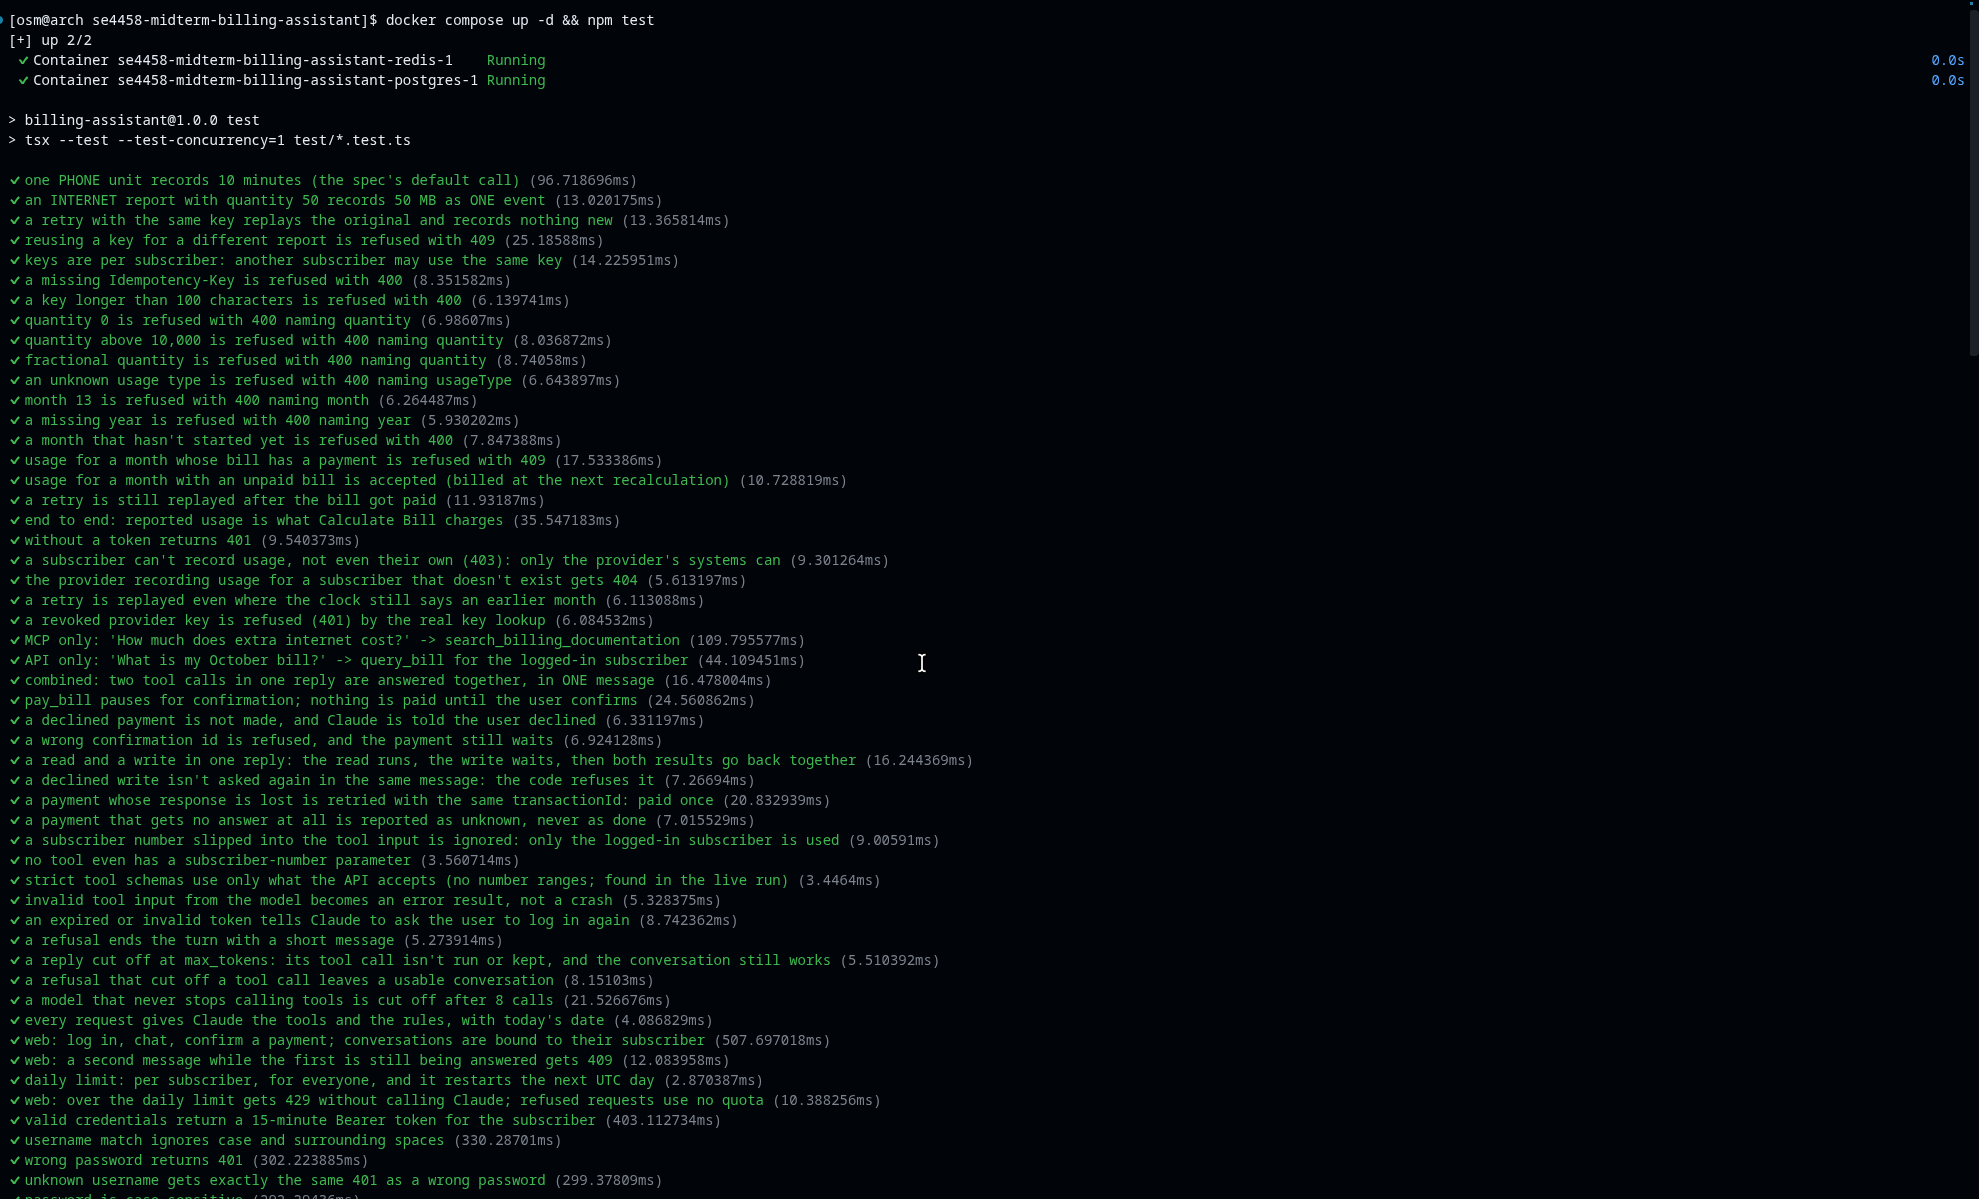 [osm@arch se4458-midterm-billing-assistant]$ docker compose up -d && npm test
[+] up 2/2
✔ Container se4458-midterm-billing-assistant-redis-1    Running    0.0s
✔ Container se4458-midterm-billing-assistant-postgres-1 Running    0.0s
> billing-assistant@1.0.0 test
> tsx --test --test-concurrency=1 test/*.test.ts
✔ one PHONE unit records 10 minutes (the spec's default call) (96.718696ms)
✔ an INTERNET report with quantity 50 records 50 MB as ONE event (13.020175ms)
✔ a retry with the same key replays the original and records nothing new (13.365814ms)
✔ reusing a key for a different report is refused with 409 (25.18588ms)
✔ keys are per subscriber: another subscriber may use the same key (14.225951ms)
✔ a missing Idempotency-Key is refused with 400 (8.351582ms)
✔ a key longer than 100 characters is refused with 400 (6.139741ms)
✔ quantity 0 is refused with 400 naming quantity (6.98607ms)
✔ quantity above 10,000 is refused with 400 naming quantity (8.036872ms)
✔ fractional quantity is refused with 400 naming quantity (8.74058ms)
✔ an unknown usage type is refused with 400 naming usageType (6.643897ms)
✔ month 13 is refused with 400 naming month (6.264487ms)
✔ a missing year is refused with 400 naming year (5.930202ms)
✔ a month that hasn't started yet is refused with 400 (7.847388ms)
✔ usage for a month whose bill has a payment is refused with 409 (17.533386ms)
✔ usage for a month with an unpaid bill is accepted (billed at the next recalculation) (10.728819ms)
✔ a retry is still replayed after the bill got paid (11.93187ms)
✔ end to end: reported usage is what Calculate Bill charges (35.547183ms)
✔ without a token returns 401 (9.540373ms)
✔ a subscriber can't record usage, not even their own (403): only the provider's systems can (9.301264ms)
✔ the provider recording usage for a subscriber that doesn't exist gets 404 (5.613197ms)
✔ a retry is replayed even where the clock still says an earlier month (6.113088ms)
✔ a revoked provider key is refused (401) by the real key lookup (6.084532ms)
✔ MCP only: 'How much does extra internet cost?' -> search_billing_documentation (109.795577ms)
✔ API only: 'What is my October bill?' -> query_bill for the logged-in subscriber (44.109451ms)
✔ combined: two tool calls in one reply are answered together, in ONE message (16.478004ms)
✔ pay_bill pauses for confirmation; nothing is paid until the user confirms (24.560862ms)
✔ a declined payment is not made, and Claude is told the user declined (6.331197ms)
✔ a wrong confirmation id is refused, and the payment still waits (6.924128ms)
✔ a read and a write in one reply: the read runs, the write waits, then both results go back together (16.244369ms)
✔ a declined write isn't asked again in the same message: the code refuses it (7.26694ms)
✔ a payment whose response is lost is retried with the same transactionId: paid once (20.832939ms)
✔ a payment that gets no answer at all is reported as unknown, never as done (7.015529ms)
✔ a subscriber number slipped into the tool input is ignored: only the logged-in subscriber is used (9.00591ms)
✔ no tool even has a subscriber-number parameter (3.560714ms)
✔ strict tool schemas use only what the API accepts (no number ranges; found in the live run) (3.4464ms)
✔ invalid tool input from the model becomes an error result, not a crash (5.328375ms)
✔ an expired or invalid token tells Claude to ask the user to log in again (8.742362ms)
✔ a refusal ends the turn with a short message (5.273914ms)
✔ a reply cut off at max_tokens: its tool call isn't run or kept, and the conversation still works (5.510392ms)
✔ a refusal that cut off a tool call leaves a usable conversation (8.15103ms)
✔ a model that never stops calling tools is cut off after 8 calls (21.526676ms)
✔ every request gives Claude the tools and the rules, with today's date (4.086829ms)
✔ web: log in, chat, confirm a payment; conversations are bound to their subscriber (507.697018ms)
✔ web: a second message while the first is still being answered gets 409 (12.083958ms)
✔ daily limit: per subscriber, for everyone, and it restarts the next UTC day (2.870387ms)
✔ web: over the daily limit gets 429 without calling Claude; refused requests use no quota (10.388256ms)
✔ valid credentials return a 15-minute Bearer token for the subscriber (403.112734ms)
✔ username match ignores case and surrounding spaces (330.28701ms)
✔ wrong password returns 401 (302.223885ms)
✔ unknown username gets exactly the same 401 as a wrong password (299.37809ms)